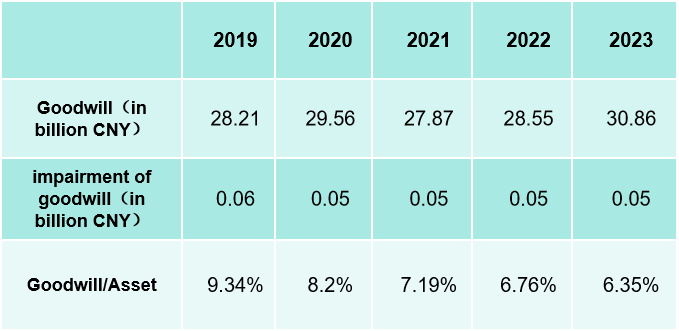 2019 2020 2021 2022 2023
Goodwill（in
billion CNY） 28.21 29.56 27.87 28.55 30.86
impairment of
goodwill（in
billion CNY） 0.06 0.05 0.05 0.05 0.05
Goodwill/Asset 9.34% 8.2% 7.19% 6.76% 6.35%